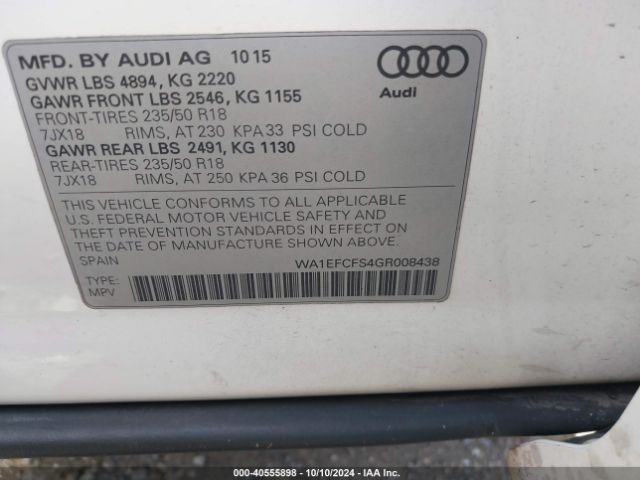 MFD. BY AUDI AG 10 15
GVWR LBS 4894, KG 2220
GAWR FRONT LBS 2546, KG 1155
FRONT-TIRES 235/50 R18
7JX18 RIMS, AT 230 KPA 33 PSI COLD
GAWR REAR LBS 2491, KG 1130
REAR-TIRES 235/50 R18
7JX18 RIMS, AT 250 KPA 36 PSI COLD
Audi
THIS VEHICLE CONFORMS TO ALL APPLICABLE
U.S. FEDERAL MOTOR VEHICLE SAFETY AND
THEFT PREVENTION STANDARDS IN EFFECT ON
THE DATE OF MANUFACTURE SHOWN ABOVE.
SPAIN WA1EFCFS4GR008438
TYPE:
MPV
000-40555898 - 10/10/2024 - IAA Inc.